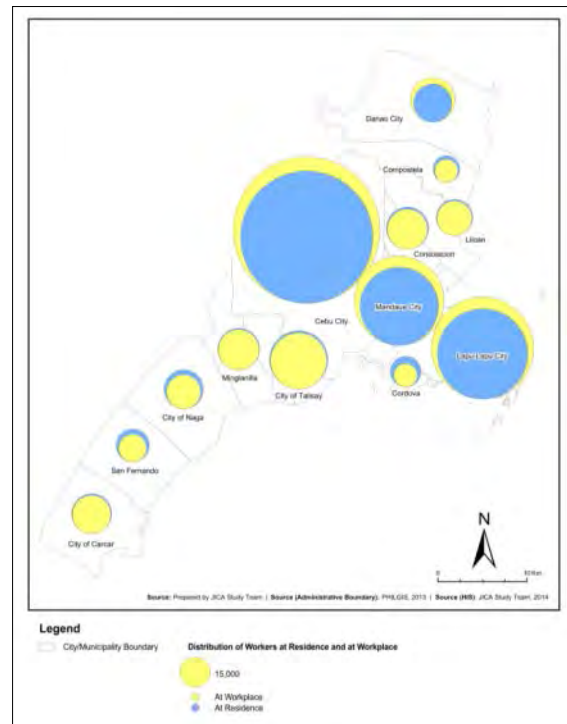 Danao City
Compostela
Liloan
Consolacion
Mandaue City
Cebu City
Lapu-Lapu City
Minglanilla
City of Talisay
Cordova
City of Naga
San Fernando
City of Carcar
N
0 10 Km
Source: Prepared by JICA Study Team | Source (Administrative Boundary): PHILGIS, 2013 | Source (HIS): JICA Study Team, 2014
Legend
City/Municipality Boundary
Distribution of Workers at Residence and at Workplace
15,000
At Workplace
At Residence